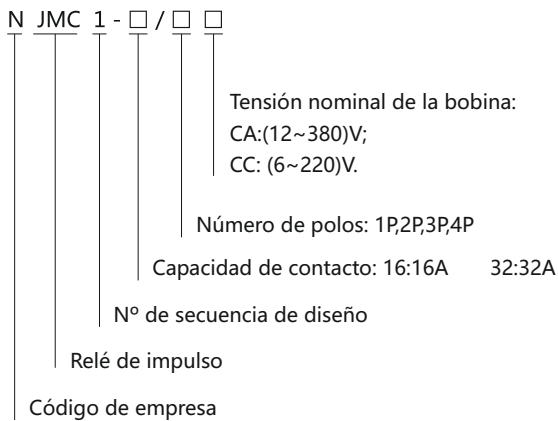 N JMC 1 - □ / □ □
Tensión nominal de la bobina:
CA:(12~380)V;
CC: (6~220)V.
Número de polos: 1P,2P,3P,4P
Capacidad de contacto: 16:16A 32:32A
Nº de secuencia de diseño
Relé de impulso
Código de empresa